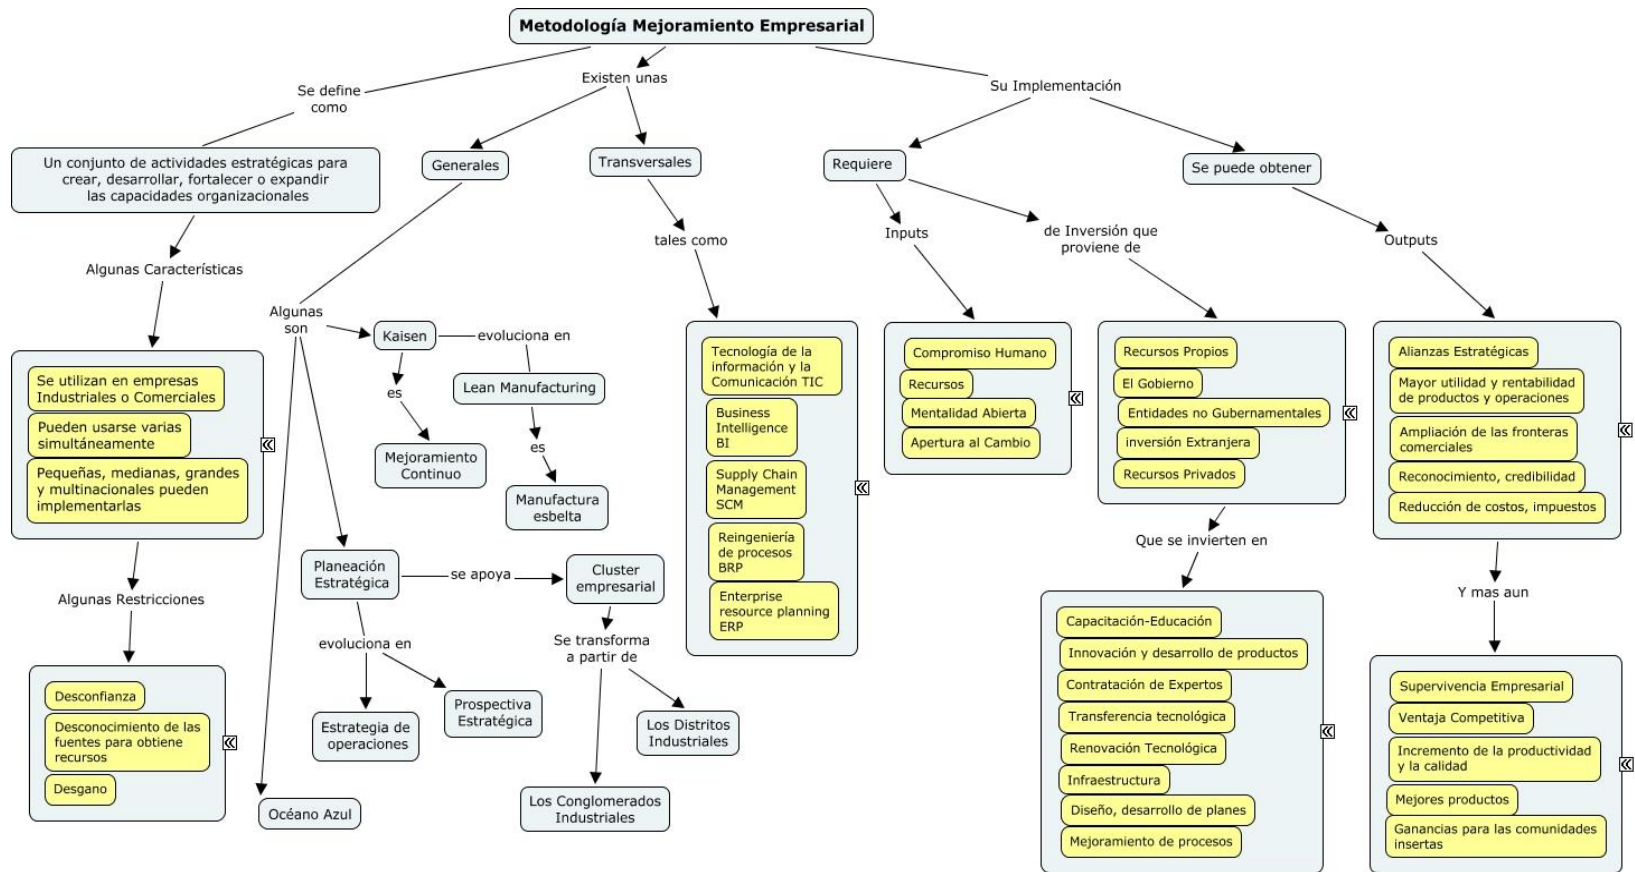 Metodología Mejoramiento Empresarial
Se define
como
Existen unas
Su Implementación
Un conjunto de actividades estratégicas para
crear, desarrollar, fortalecer o expandir
las capacidades organizacionales
Generales
Transversales
Requiere
Se puede obtener
Algunas Características
tales como
Inputs
de Inversión que
proviene de
Outputs
Se utilizan en empresas
Industriales o Comerciales
Pueden usarse varias
simultáneamente
Pequeñas, medianas, grandes
y multinacionales pueden
implementarlas
Algunas Restricciones
Desconfianza
Desconocimiento de las
fuentes para obtiene
recursos
Desgano
Algunas
son
Kaisen
evoluciona en
es
Lean Manufacturing
Mejoramiento
Continuo
es
Manufactura
esbelta
Planeación
Estratégica
se apoya
Cluster
empresarial
evoluciona en
Se transforma
a partir de
Estrategia de
operaciones
Prospectiva
Estratégica
Los Distritos
Industriales
Los Conglomerados
Industriales
Océano Azul
Tecnología de la
información y la
Comunicación TIC
Business
Intelligence
BI
Supply Chain
Management
SCM
Reingeniería
de procesos
BRP
Enterprise
resource planning
ERP
Compromiso Humano
Recursos
Mentalidad Abierta
Apertura al Cambio
Recursos Propios
El Gobierno
Entidades no Gubernamentales
inversión Extranjera
Recursos Privados
Que se invierten en
Capacitación-Educación
Innovación y desarrollo de productos
Contratación de Expertos
Transferencia tecnológica
Renovación Tecnológica
Infraestructura
Diseño, desarrollo de planes
Mejoramiento de procesos
Alianzas Estratégicas
Mayor utilidad y rentabilidad
de productos y operaciones
Ampliación de las fronteras
comerciales
Reconocimiento, credibilidad
Reducción de costos, impuestos
Y mas aun
Supervivencia Empresarial
Ventaja Competitiva
Incremento de la productividad
y la calidad
Mejores productos
Ganancias para las comunidades
insertas